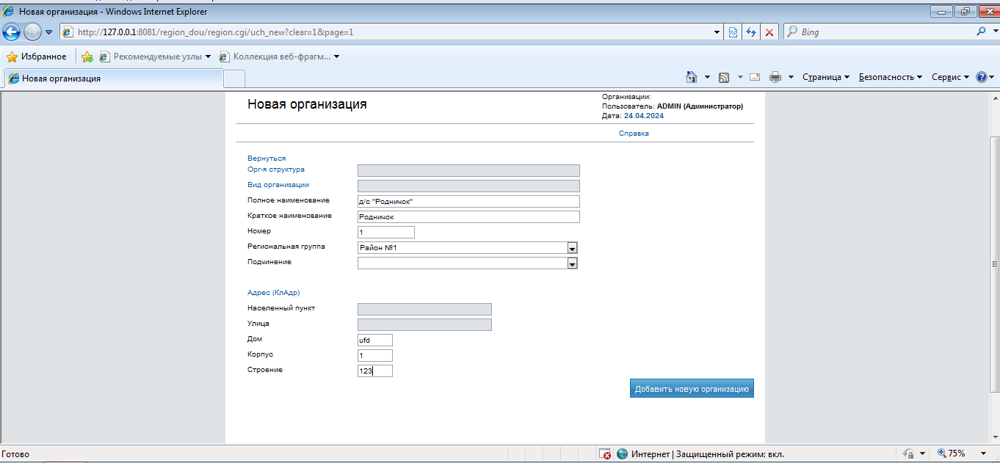 Новая организация - Windows Internet Explorer
http://127.0.0.1:8081/region_dou/region.cgi/uch_new?clear=1&page=1
Bing
Избранное
Рекомендуемые узлы
Коллекция веб-фрагм...
Новая организация
Страница
Безопасность
Сервис
Новая организация
Организации:
Пользователь: ADMIN (Администратор)
Дата: 24.04.2024
Справка
Вернуться
Орг-я структура
Вид организации
Полное наименование д/с "Родничок"
Краткое наименование Родничок
Номер 1
Региональная группа Район №1
Подчинение
Адрес (КлАдр)
Населенный пункт
Улица
Дом ufd
Корпус 1
Строение 123
Добавить новую организацию
Готово
Интернет | Защищенный режим: вкл.
75%